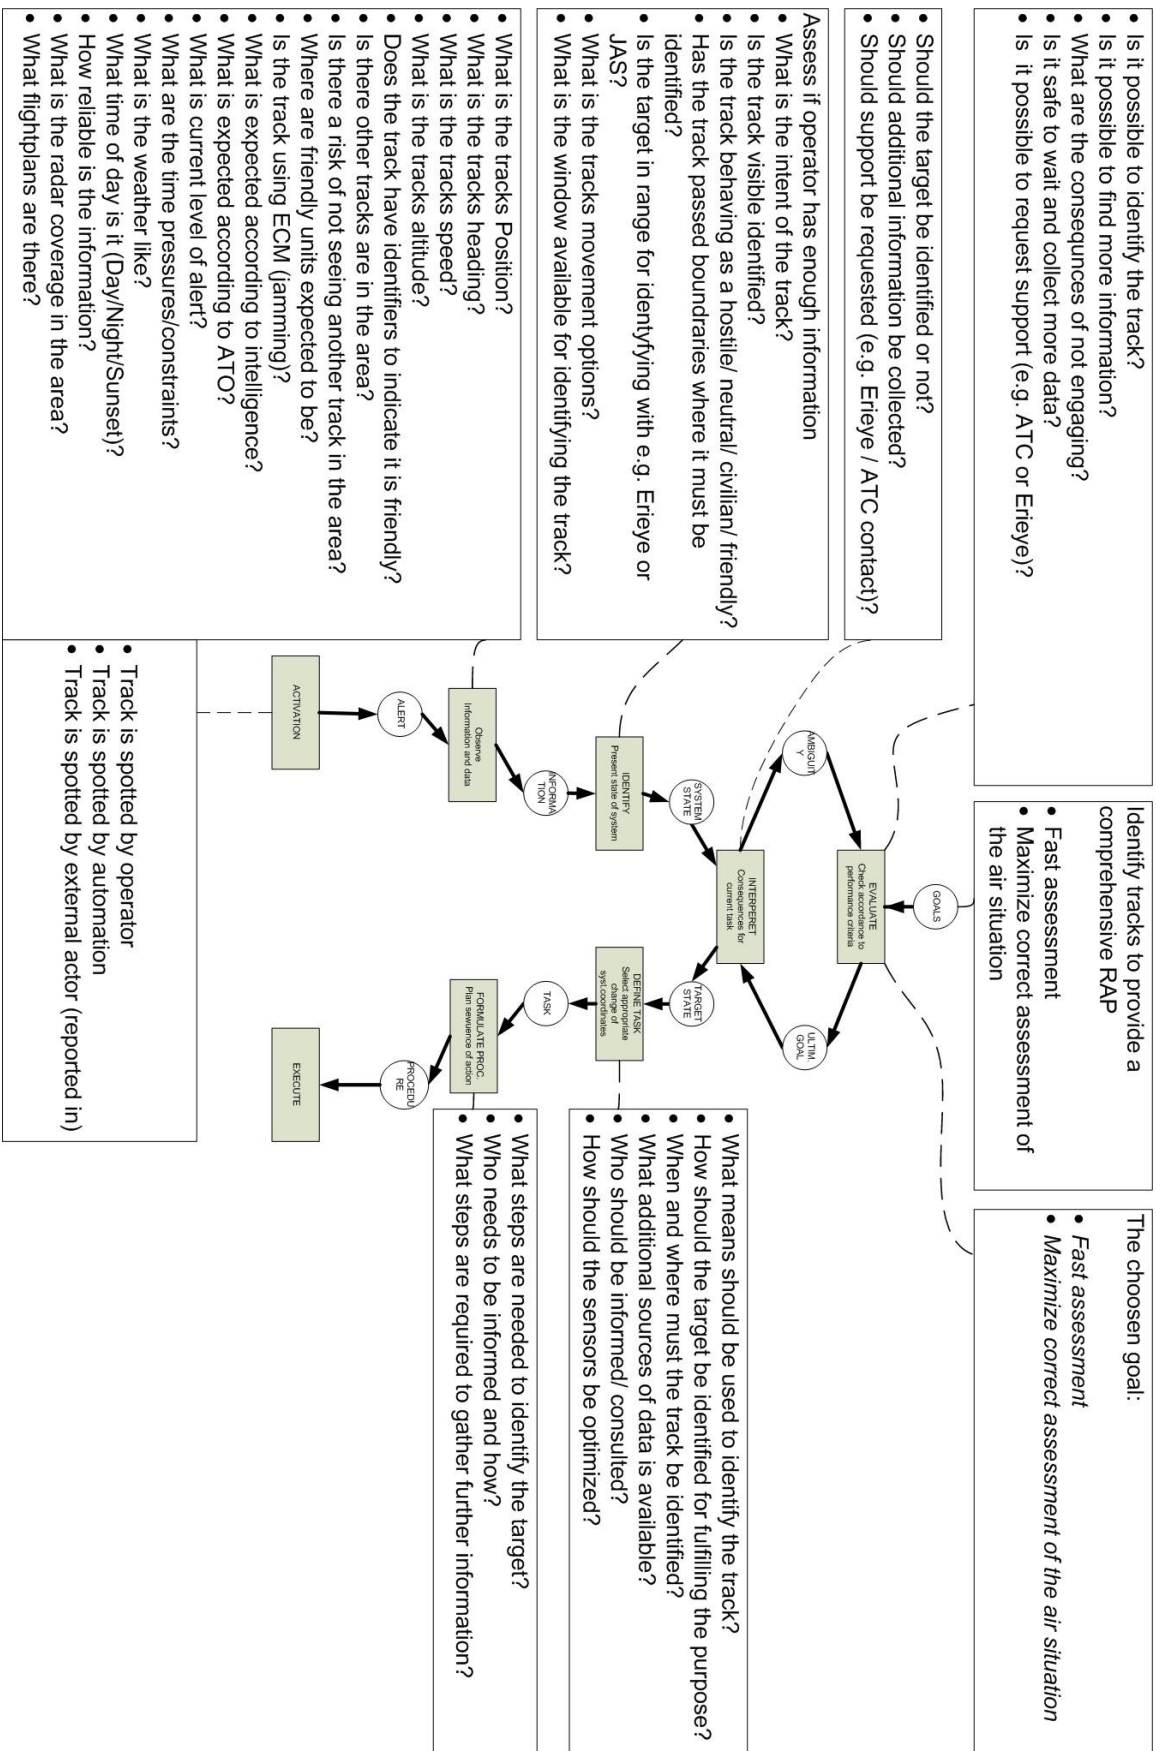 • Is it possible to identify the track?
• Is it possible to find more information?
• What are the consequnces of not engaging?
• Is it safe to wait and collect more data?
• Is  it possible to request support (e.g. ATC or Erieye)?
Identify tracks to provide a
comprehensive RAP
• Fast assessment
• Maximize correct assessment of
the air situation
The choosen goal:
• Fast assessment
• Maximize correct assessment of the air situation
• Should the target be identified or not?
• Should additional information be collected?
• Should support be requested (e.g. Erieye / ATC contact)?
Assess if operator has enough information
• What is the intent of the track?
• Is the track visible identified?
• Is the track behaving as a hostile/ neutral/ civilian/ friendly?
• Has the track passed boundraries where it must be
identified?
• Is the target in range for identyfying with e.g. Erieye or
JAS?
• What is the tracks movement options?
• What is the window available for identifying the track?
• What is the tracks Position?
• What is the tracks heading?
• What is the tracks speed?
• What is the tracks altitude?
• Does the track have identifiers to indicate it is friendly?
• Is there other tracks are in the area?
• Is there a risk of not seeing another track in the area?
• Where are friendly units expected to be?
• Is the track using ECM (jamming)?
• What is expected according to intelligence?
• What is expected according to ATO?
• What is current level of alert?
• What are the time pressures/constraints?
• What is the weather like?
• What time of day is it (Day/Night/Sunset)?
• How reliable is the information?
• What is the radar coverage in the area?
• What flightplans are there?
GOALS
EVALUATE
Check accordance to
performance criteria
AMBIGUIT
Y
ULTIM.
GOAL
INTERPERET
Consequences for
current task
SYSTEM
STATE
TARGET
STATE
IDENTIFY
Present state of system
DEFINE TASK
Select appropriate
change of
syst.coordinates
INFORMA
TION
TASK
Observe
Information and data
FORMULATE PROC.
Plan sewuence of action
ALERT
PROCEDU
RE
ACTIVATION
EXECUTE
• What means should be used to identify the track?
• How should the target be identified for fulfilling the purpose?
• When and where must the track be identified?
• What additional sources of data is available?
• Who should be informed/ consulted?
• How should the sensors be optimized?
• What steps are needed to identify the target?
• Who needs to be informed and how?
• What steps are required to gather further information?
• Track is spotted by operator
• Track is spotted by automation
• Track is spotted by external actor (reported in)